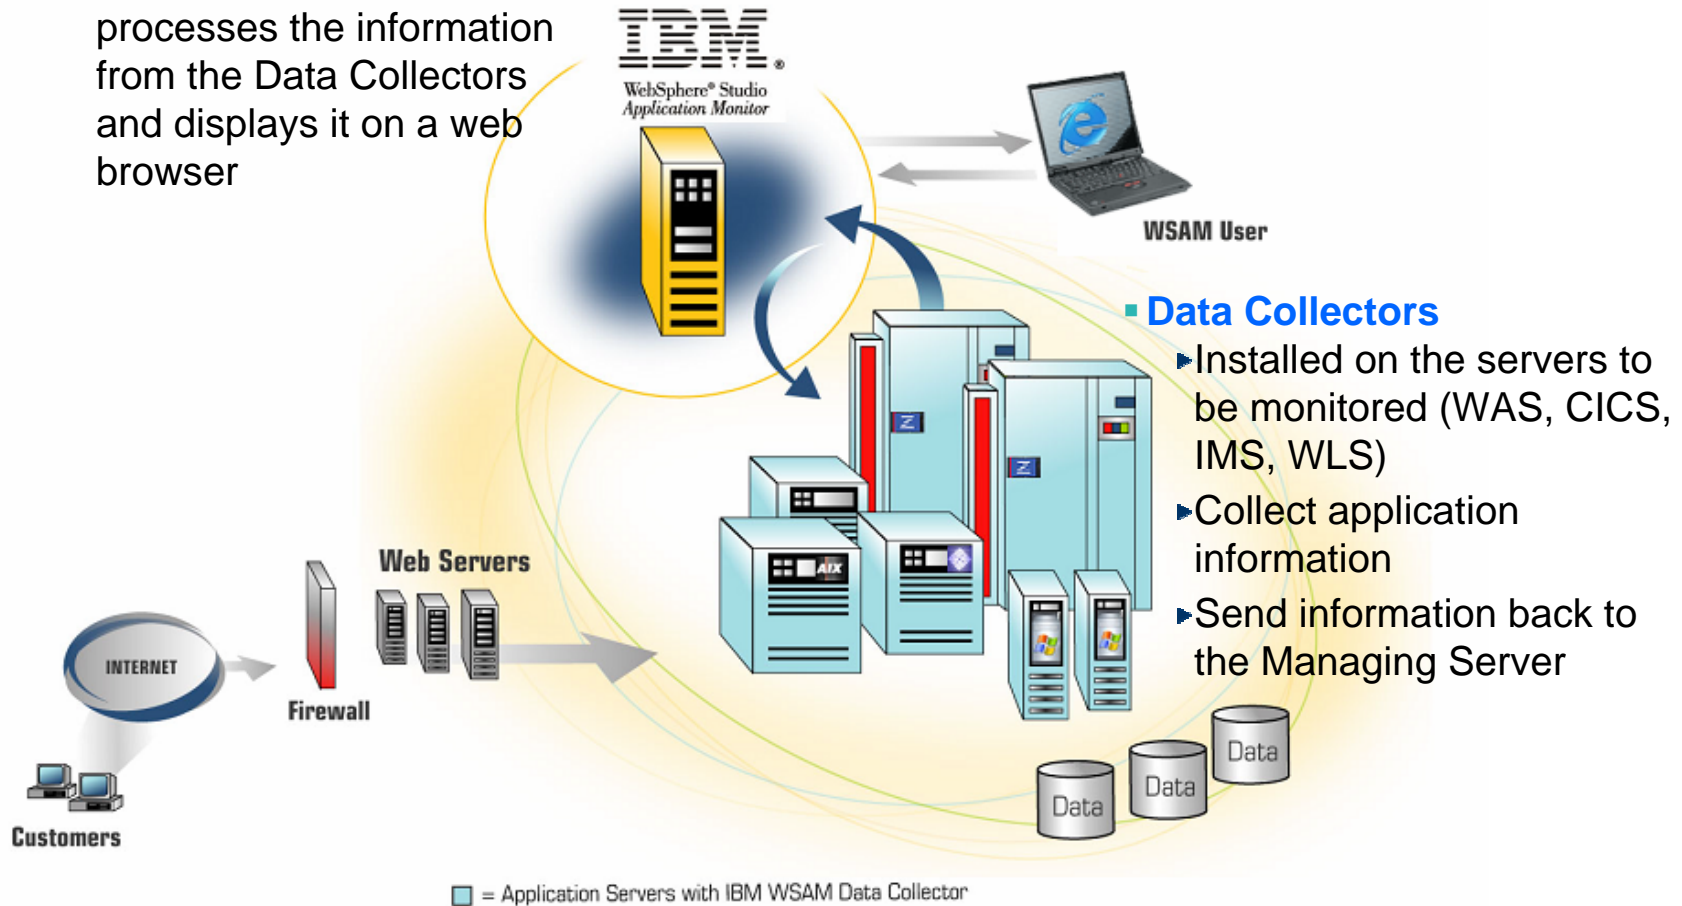 processes the information
from the Data Collectors
and displays it on a web
browser
IBM®
WebSphere® Studio
Application Monitor
WSAM User
Data Collectors
Installed on the servers to
be monitored (WAS, CICS,
IMS, WLS)
Collect application
information
Send information back to
the Managing Server
Z
Z
AIX
Web Servers
INTERNET
Firewall
Customers
Data
Data
Data
= Application Servers with IBM WSAM Data Collector